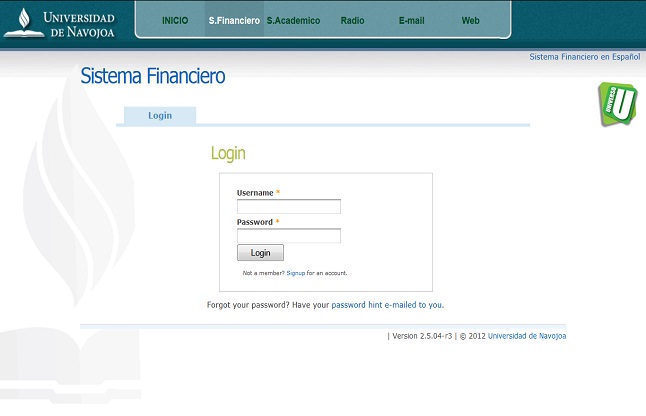 UNIVERSIDAD
DE NAVOJOA
INICIO S.Financiero S.Academico Radio E-mail Web
Sistema Financiero en Español
Sistema Financiero
UNIVERSO
U
Login
Login
Username *
Password *
Login
Not a member? Signup for an account.
Forgot your password? Have your password hint e-mailed to you.
| Version 2.5.04-r3 | © 2012 Universidad de Navojoa